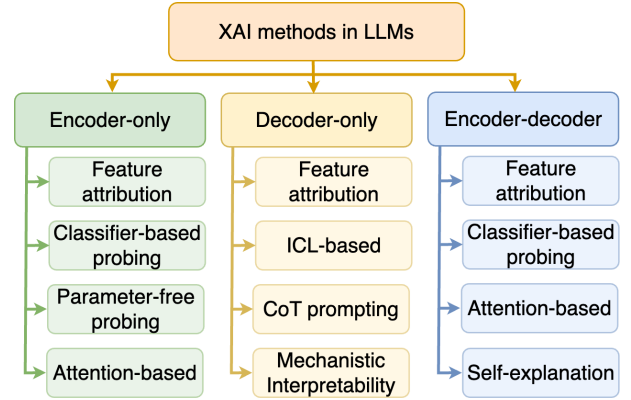 XAI methods in LLMs
Encoder-only
Feature
attribution
Classifier-based
probing
Parameter-free
probing
Attention-based
Decoder-only
Feature
attribution
ICL-based
CoT prompting
Mechanistic
Interpretability
Encoder-decoder
Feature
attribution
Classifier-based
probing
Attention-based
Self-explanation